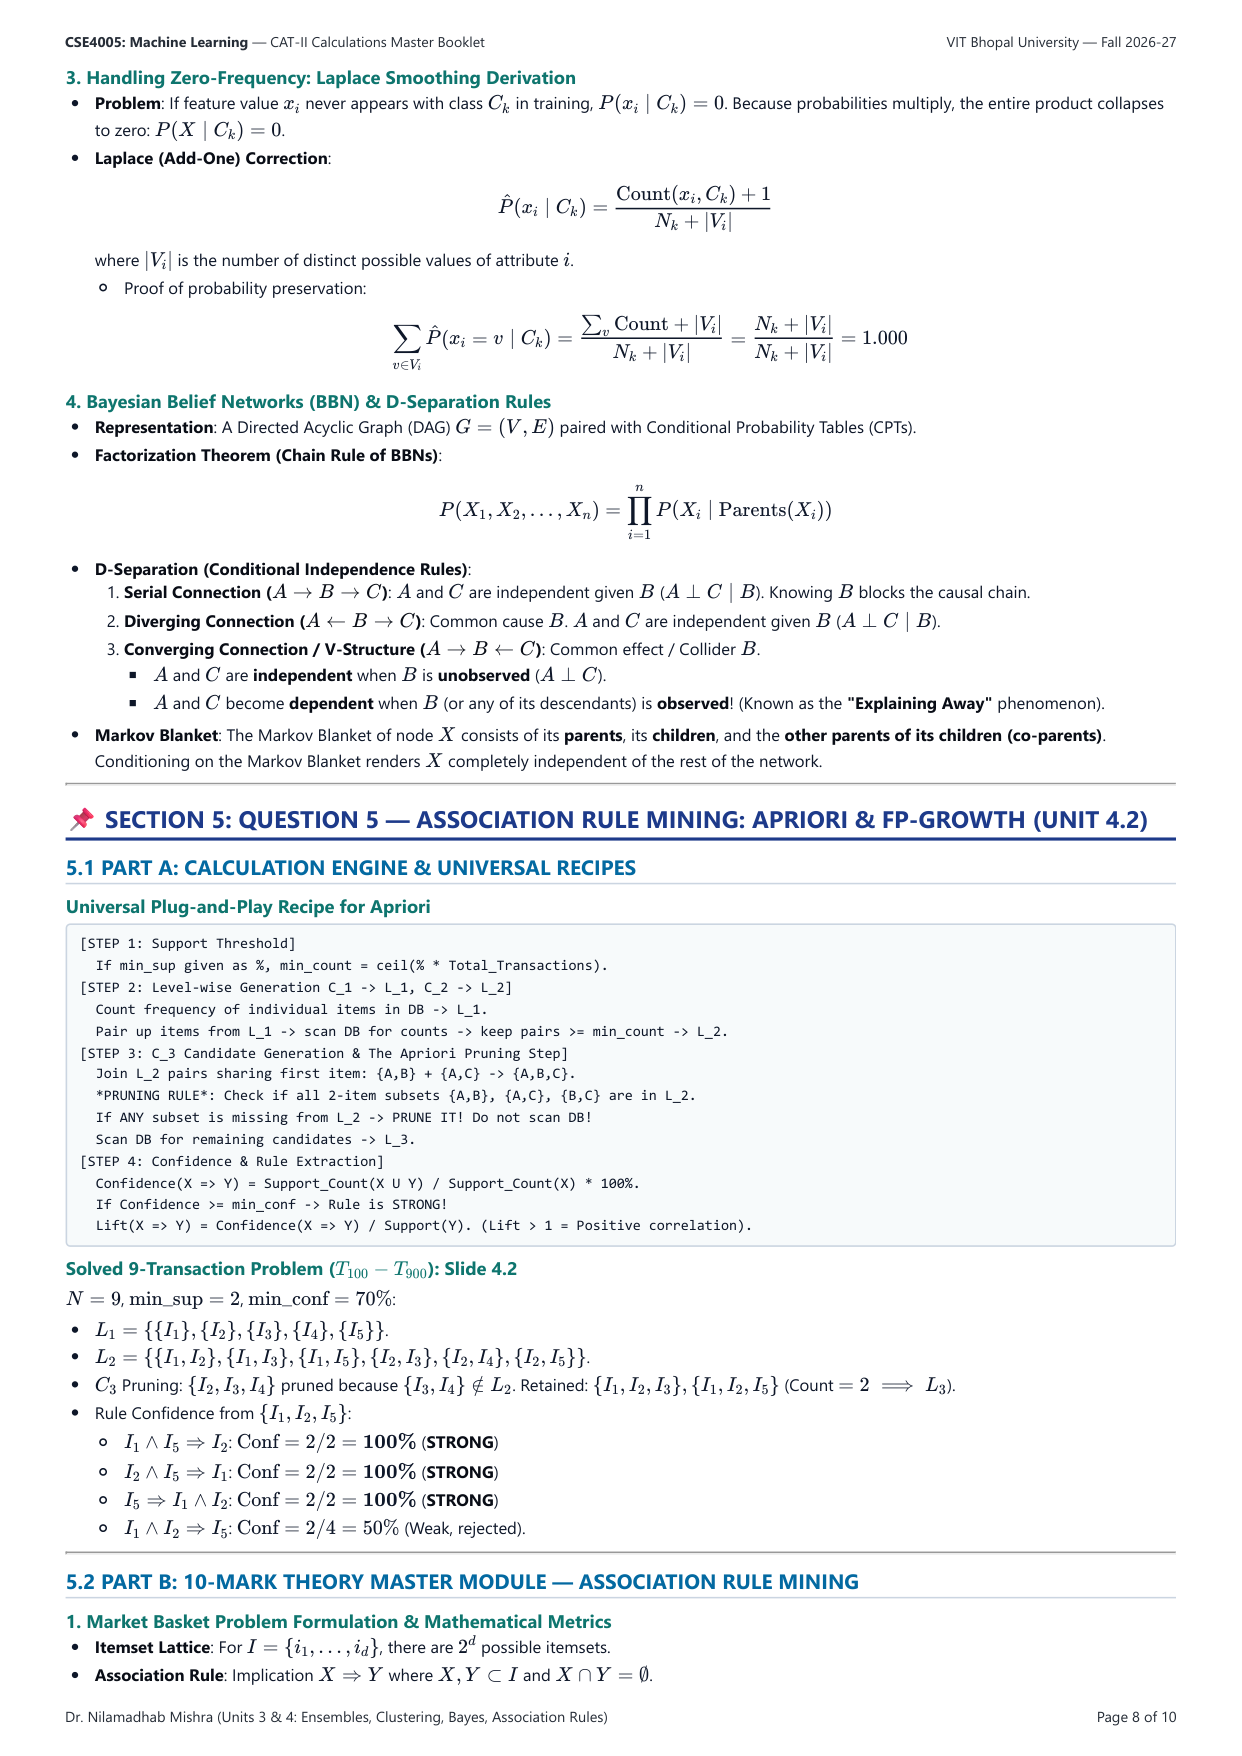 CSE4005: Machine Learning — CAT-II Calculations Master Booklet
VIT Bhopal University — Fall 2026-27
3. Handling Zero-Frequency: Laplace Smoothing Derivation
• Problem: If feature value x_i never appears with class C_k in training, P(x_i | C_k) = 0. Because probabilities multiply, the entire product collapses
to zero: P(X | C_k) = 0.
• Laplace (Add-One) Correction:
P̂(x_i | C_k) = (Count(x_i, C_k) + 1) / (N_k + |V_i|)
where |V_i| is the number of distinct possible values of attribute i.
◦ Proof of probability preservation:
∑_{v∈V_i} P̂(x_i = v | C_k) = (∑_v Count + |V_i|) / (N_k + |V_i|) = (N_k + |V_i|) / (N_k + |V_i|) = 1.000
4. Bayesian Belief Networks (BBN) & D-Separation Rules
• Representation: A Directed Acyclic Graph (DAG) G = (V, E) paired with Conditional Probability Tables (CPTs).
• Factorization Theorem (Chain Rule of BBNs):
P(X_1, X_2, …, X_n) = ∏_{i=1}^{n} P(X_i | Parents(X_i))
• D-Separation (Conditional Independence Rules):
1. Serial Connection (A → B → C): A and C are independent given B (A ⊥ C | B). Knowing B blocks the causal chain.
2. Diverging Connection (A ← B → C): Common cause B. A and C are independent given B (A ⊥ C | B).
3. Converging Connection / V-Structure (A → B ← C): Common effect / Collider B.
▪ A and C are independent when B is unobserved (A ⊥ C).
▪ A and C become dependent when B (or any of its descendants) is observed! (Known as the "Explaining Away" phenomenon).
• Markov Blanket: The Markov Blanket of node X consists of its parents, its children, and the other parents of its children (co-parents).
Conditioning on the Markov Blanket renders X completely independent of the rest of the network.
📌 SECTION 5: QUESTION 5 — ASSOCIATION RULE MINING: APRIORI & FP-GROWTH (UNIT 4.2)
5.1 PART A: CALCULATION ENGINE & UNIVERSAL RECIPES
Universal Plug-and-Play Recipe for Apriori
[STEP 1: Support Threshold]
If min_sup given as %, min_count = ceil(% * Total_Transactions).
[STEP 2: Level-wise Generation C_1 -> L_1, C_2 -> L_2]
Count frequency of individual items in DB -> L_1.
Pair up items from L_1 -> scan DB for counts -> keep pairs >= min_count -> L_2.
[STEP 3: C_3 Candidate Generation & The Apriori Pruning Step]
Join L_2 pairs sharing first item: {A,B} + {A,C} -> {A,B,C}.
*PRUNING RULE*: Check if all 2-item subsets {A,B}, {A,C}, {B,C} are in L_2.
If ANY subset is missing from L_2 -> PRUNE IT! Do not scan DB!
Scan DB for remaining candidates -> L_3.
[STEP 4: Confidence & Rule Extraction]
Confidence(X => Y) = Support_Count(X U Y) / Support_Count(X) * 100%.
If Confidence >= min_conf -> Rule is STRONG!
Lift(X => Y) = Confidence(X => Y) / Support(Y). (Lift > 1 = Positive correlation).
Solved 9-Transaction Problem (T_100 − T_900): Slide 4.2
N = 9, min_sup = 2, min_conf = 70%:
• L_1 = {{I_1}, {I_2}, {I_3}, {I_4}, {I_5}}.
• L_2 = {{I_1, I_2}, {I_1, I_3}, {I_1, I_5}, {I_2, I_3}, {I_2, I_4}, {I_2, I_5}}.
• C_3 Pruning: {I_2, I_3, I_4} pruned because {I_3, I_4} ∉ L_2. Retained: {I_1, I_2, I_3}, {I_1, I_2, I_5} (Count = 2 ⟹ L_3).
• Rule Confidence from {I_1, I_2, I_5}:
◦ I_1 ∧ I_5 ⇒ I_2: Conf = 2/2 = 100% (STRONG)
◦ I_2 ∧ I_5 ⇒ I_1: Conf = 2/2 = 100% (STRONG)
◦ I_5 ⇒ I_1 ∧ I_2: Conf = 2/2 = 100% (STRONG)
◦ I_1 ∧ I_2 ⇒ I_5: Conf = 2/4 = 50% (Weak, rejected).
5.2 PART B: 10-MARK THEORY MASTER MODULE — ASSOCIATION RULE MINING
1. Market Basket Problem Formulation & Mathematical Metrics
• Itemset Lattice: For I = {i_1, …, i_d}, there are 2^d possible itemsets.
• Association Rule: Implication X ⇒ Y where X, Y ⊂ I and X ∩ Y = ∅.
Dr. Nilamadhab Mishra (Units 3 & 4: Ensembles, Clustering, Bayes, Association Rules)
Page 8 of 10